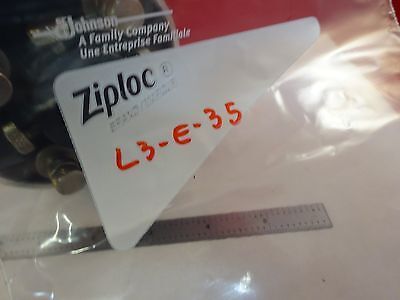 Johnson
A Family Company
Une Entreprise Familiale
Ziploc®
L3-E-35